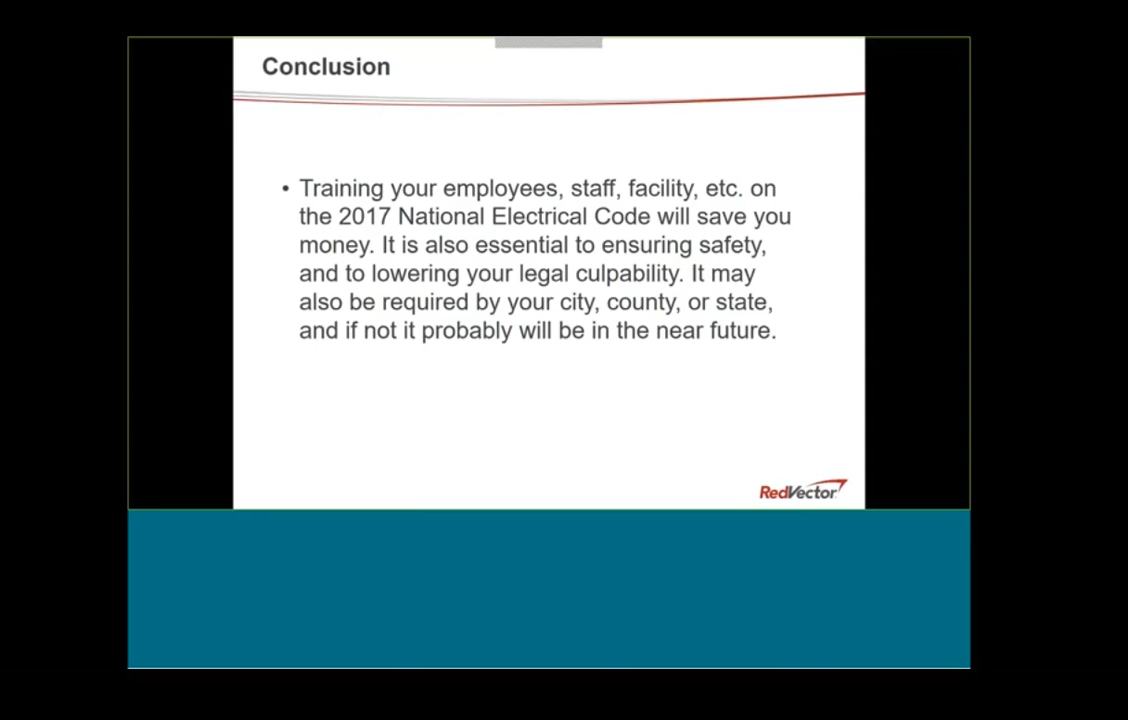 Conclusion
• Training your employees, staff, facility, etc. on
the 2017 National Electrical Code will save you
money. It is also essential to ensuring safety,
and to lowering your legal culpability. It may
also be required by your city, county, or state,
and if not it probably will be in the near future.
RedVector